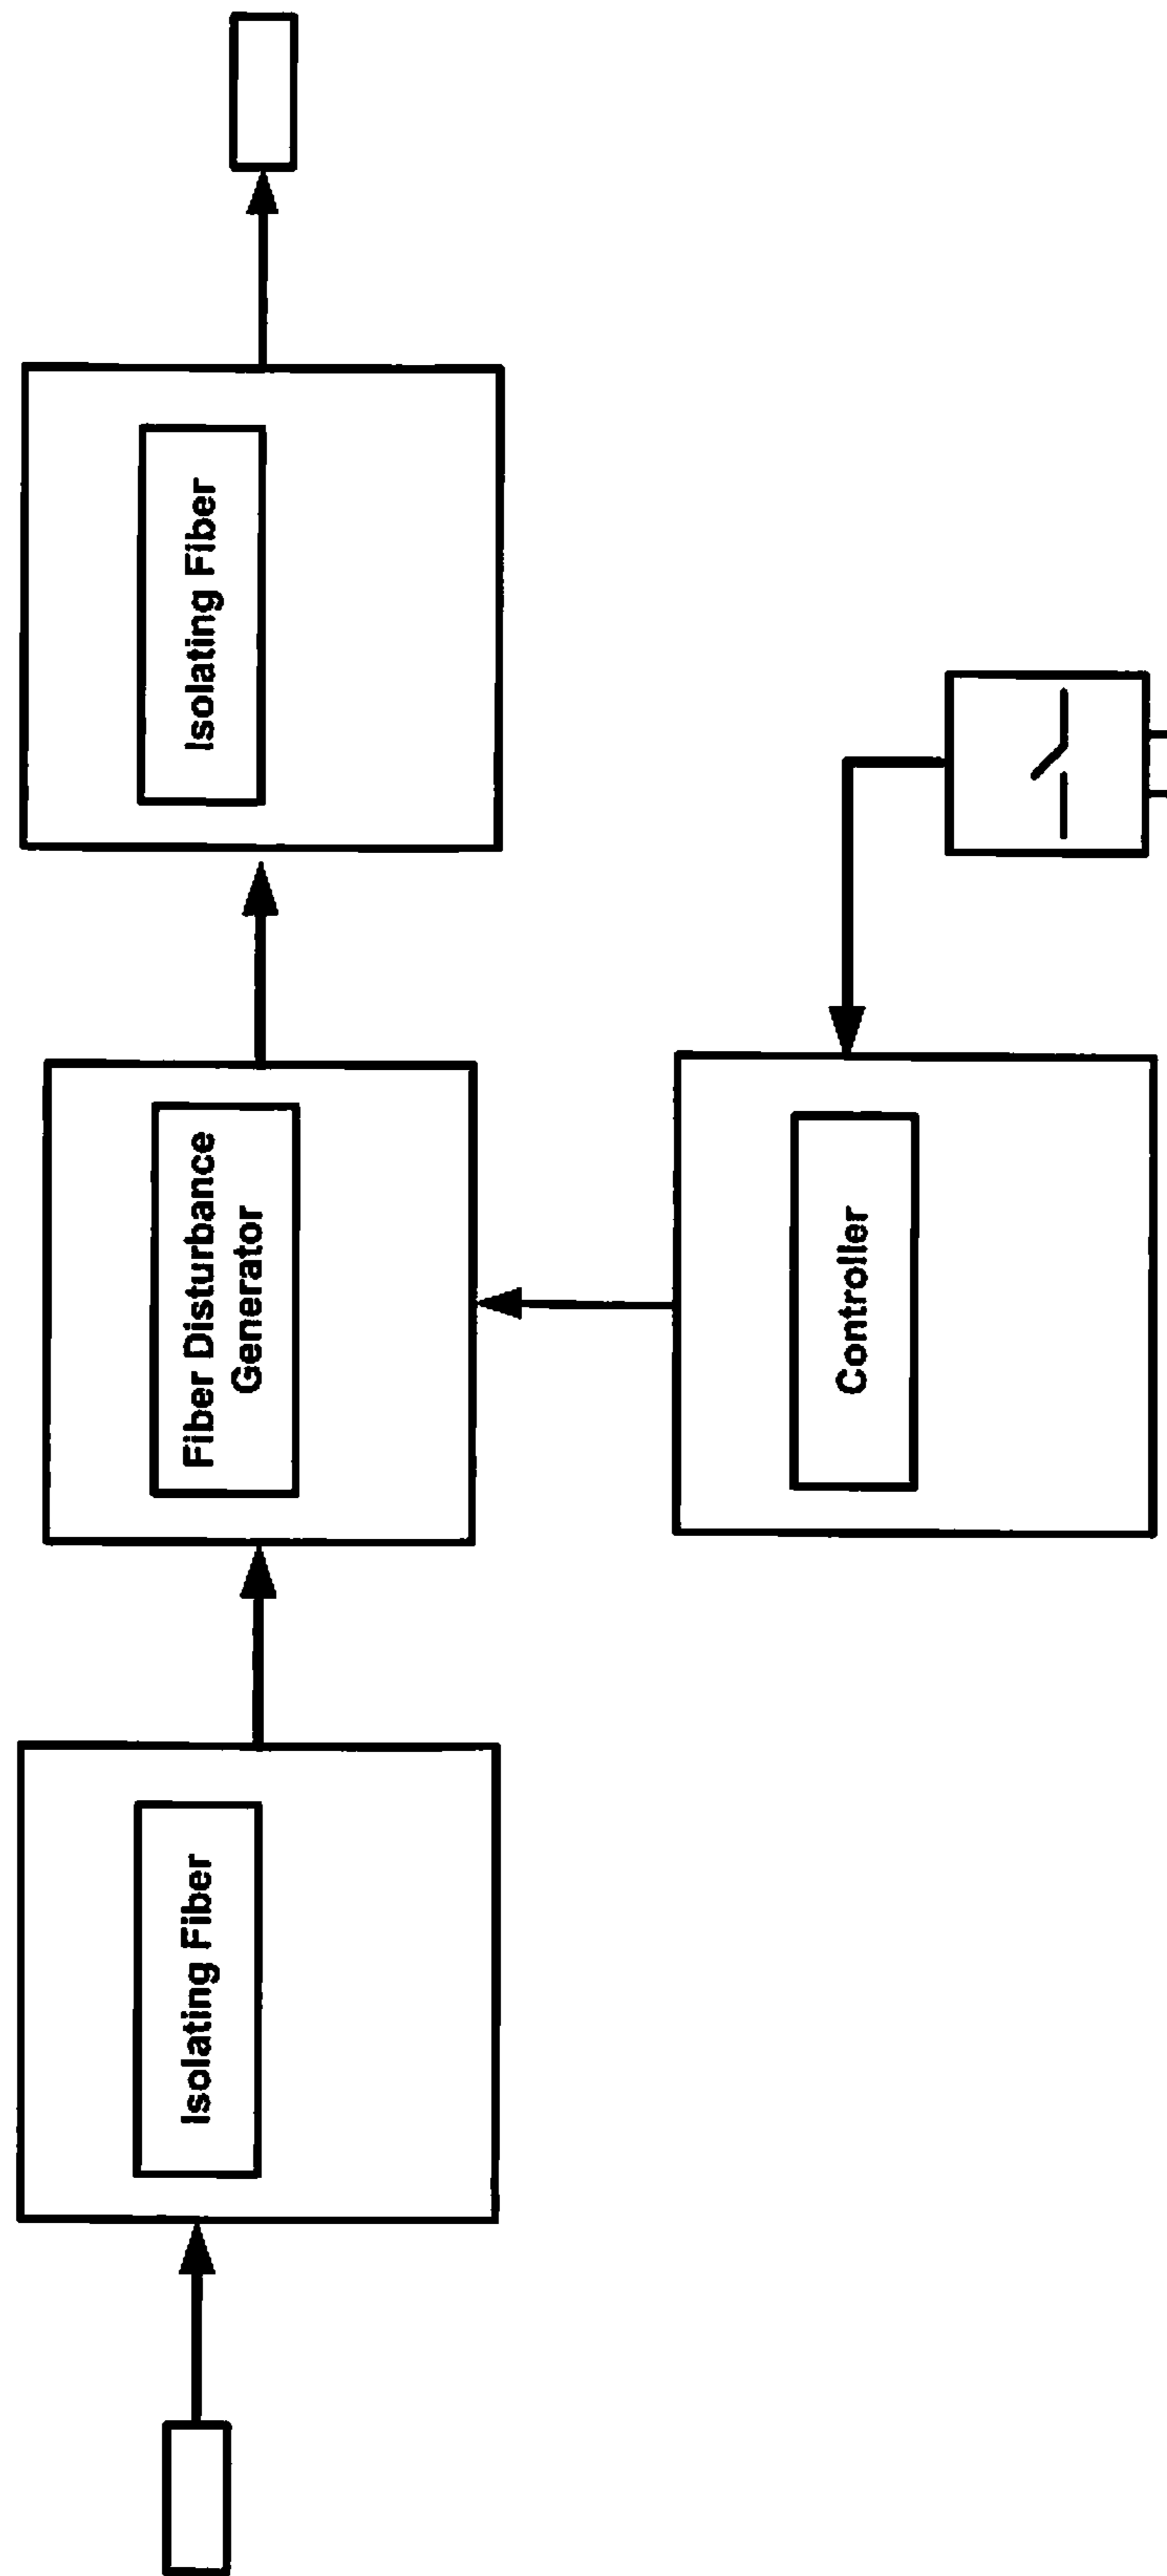 Isolating Fiber
Fiber Disturbance
Generator
Isolating Fiber
Controller